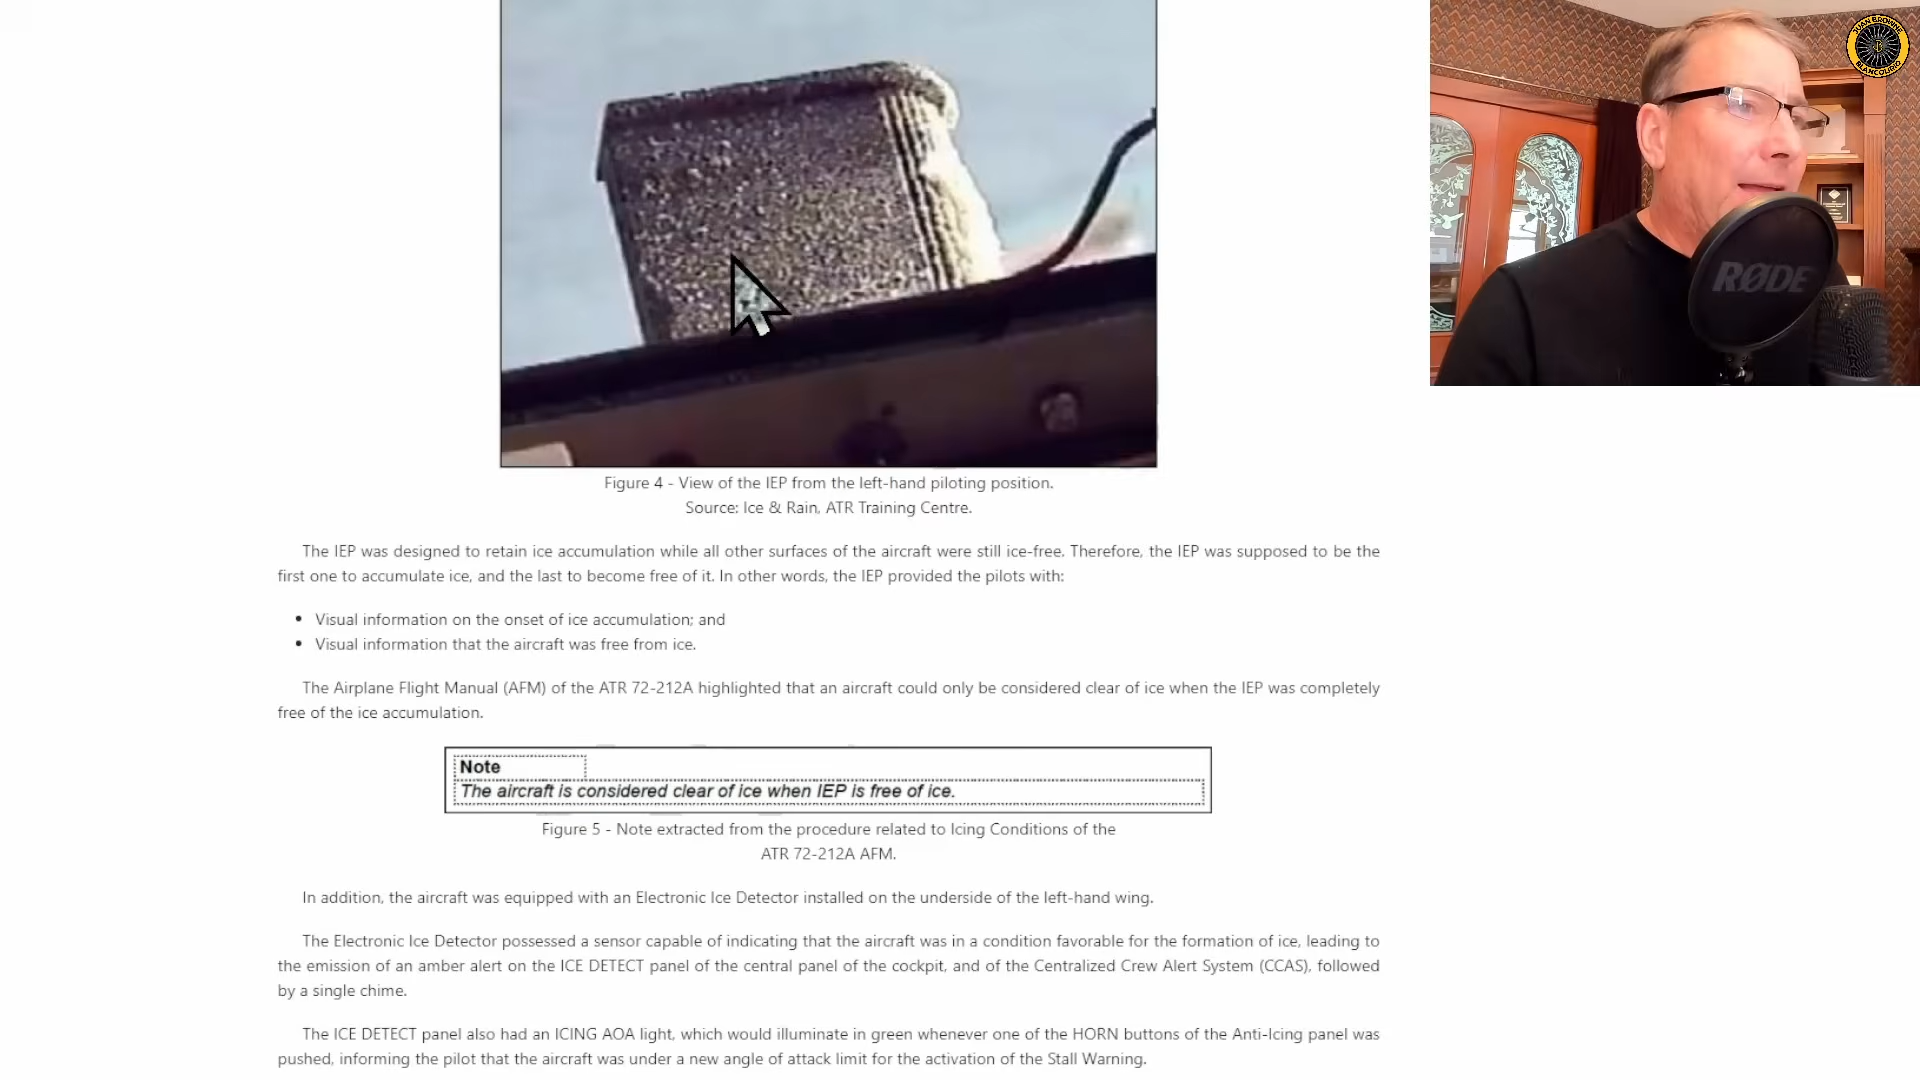 JUAN BROWNE
BLANCOLIRIO
RØDE
Figure 4 - View of the IEP from the left-hand piloting position.
Source: Ice & Rain, ATR Training Centre.
The IEP was designed to retain ice accumulation while all other surfaces of the aircraft were still ice-free. Therefore, the IEP was supposed to be the
first one to accumulate ice, and the last to become free of it. In other words, the IEP provided the pilots with:
• Visual information on the onset of ice accumulation; and
• Visual information that the aircraft was free from ice.
The Airplane Flight Manual (AFM) of the ATR 72-212A highlighted that an aircraft could only be considered clear of ice when the IEP was completely
free of the ice accumulation.
Note
The aircraft is considered clear of ice when IEP is free of ice.
Figure 5 - Note extracted from the procedure related to Icing Conditions of the
ATR 72-212A AFM.
In addition, the aircraft was equipped with an Electronic Ice Detector installed on the underside of the left-hand wing.
The Electronic Ice Detector possessed a sensor capable of indicating that the aircraft was in a condition favorable for the formation of ice, leading to
the emission of an amber alert on the ICE DETECT panel of the central panel of the cockpit, and of the Centralized Crew Alert System (CCAS), followed
by a single chime.
The ICE DETECT panel also had an ICING AOA light, which would illuminate in green whenever one of the HORN buttons of the Anti-Icing panel was
pushed, informing the pilot that the aircraft was under a new angle of attack limit for the activation of the Stall Warning.